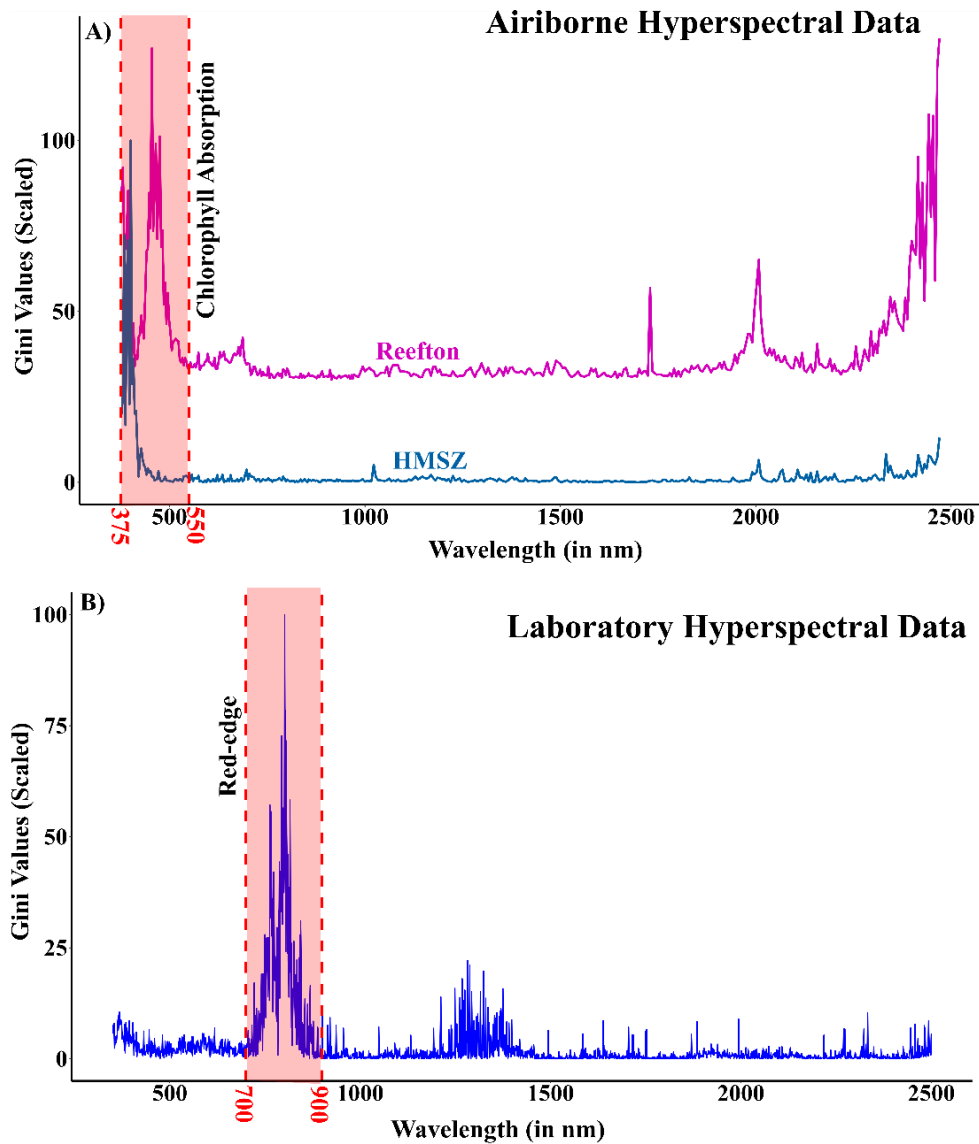 A)
Airiborne Hyperspectral Data
Chlorophyll Absorption
Gini Values (Scaled)
100
50
0
Reefton
HMSZ
375
550
500
1000
1500
2000
2500
Wavelength (in nm)
B)
Laboratory Hyperspectral Data
Red-edge
Gini Values (Scaled)
100
75
50
25
0
700
900
500
1000
1500
2000
2500
Wavelength (in nm)